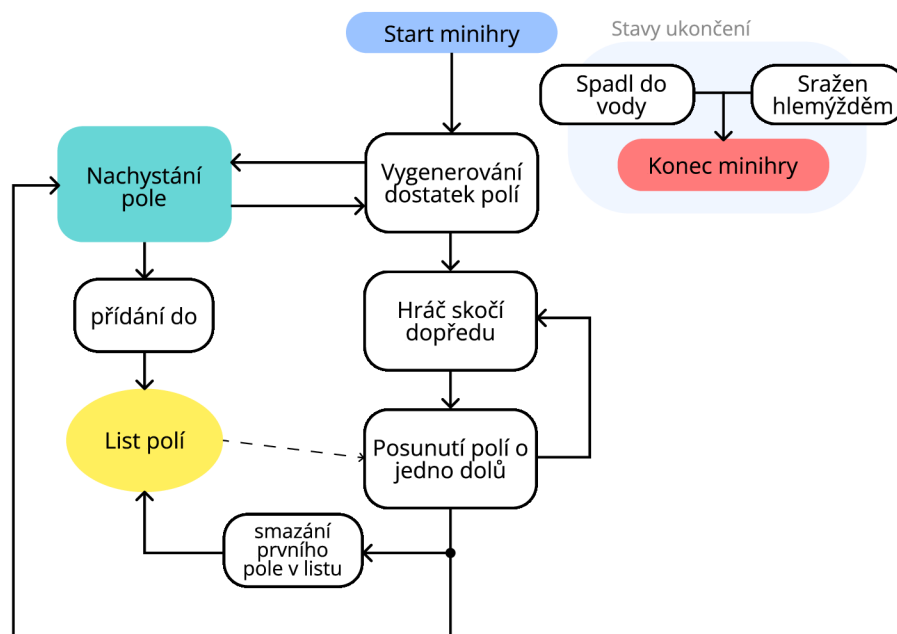 Start minihry
Stavy ukončení
Spadl do
vody
Sražen
hlemýžděm
Konec minihry
Nachystání
pole
Vygenerování
dostatek polí
přídání do
Hráč skočí
dopředu
List polí
Posunutí polí o
jedno dolů
smazání
prvního
pole v listu